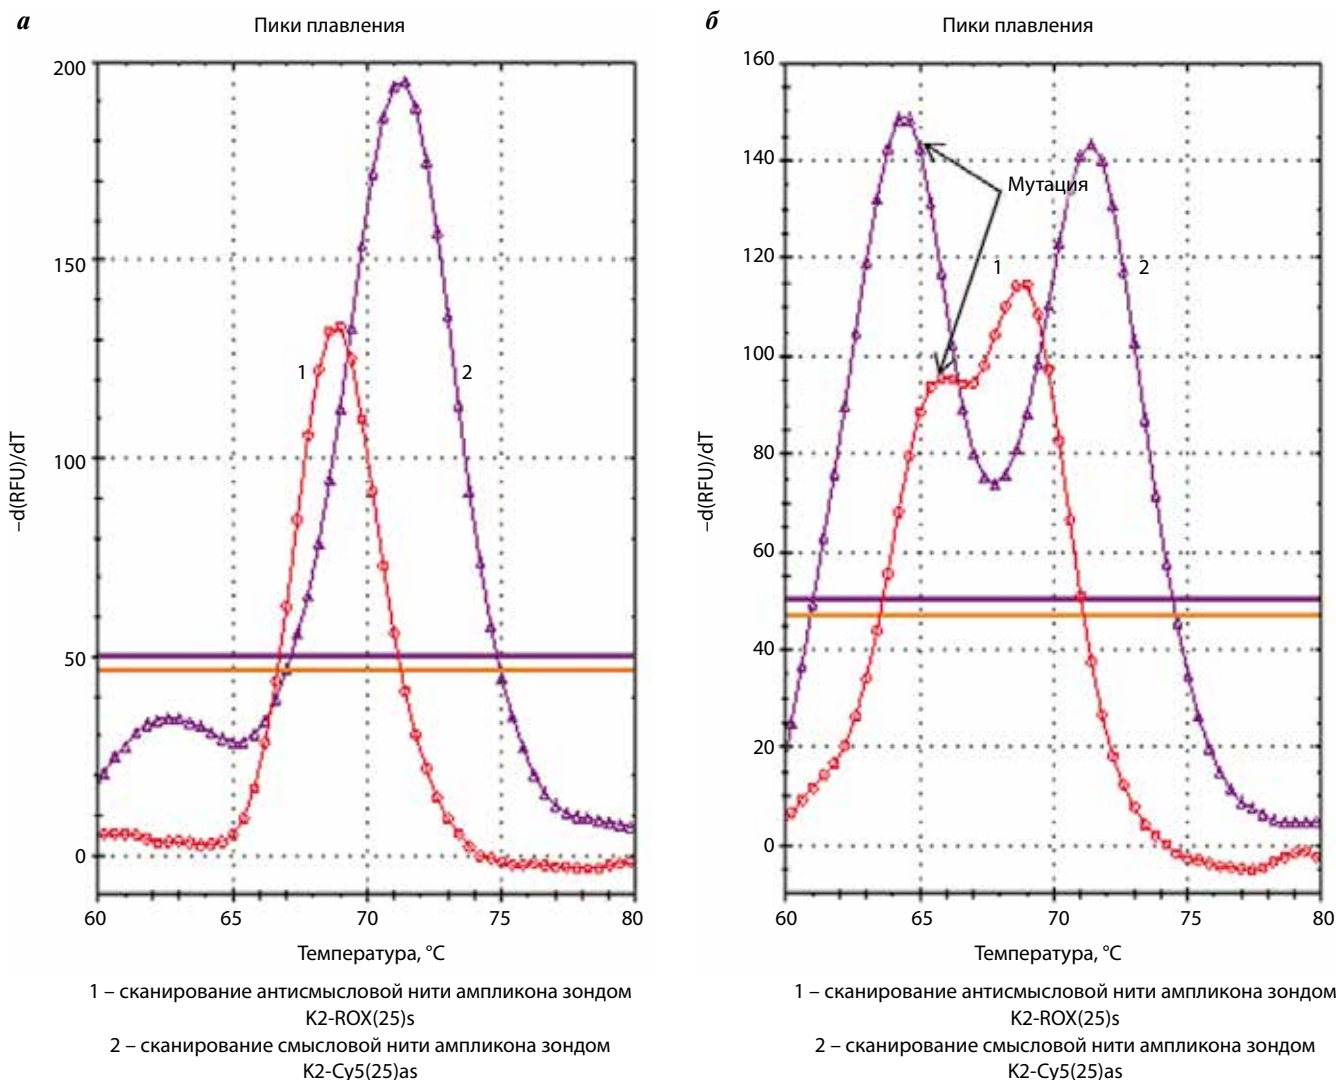 а
Пики плавления
200
150
100
50
0
–d(RFU)/dT
1
2
60 65 70 75 80
Температура, °C
1 – сканирование антисмысловой нити ампликона зондом
K2-ROX(25)s
2 – сканирование смысловой нити ампликона зондом
K2-Cy5(25)as
б
Пики плавления
160
140
120
100
80
60
40
20
0
–d(RFU)/dT
Мутация
1
2
60 65 70 75 80
Температура, °C
1 – сканирование антисмысловой нити ампликона зондом
K2-ROX(25)s
2 – сканирование смысловой нити ампликона зондом
K2-Cy5(25)as